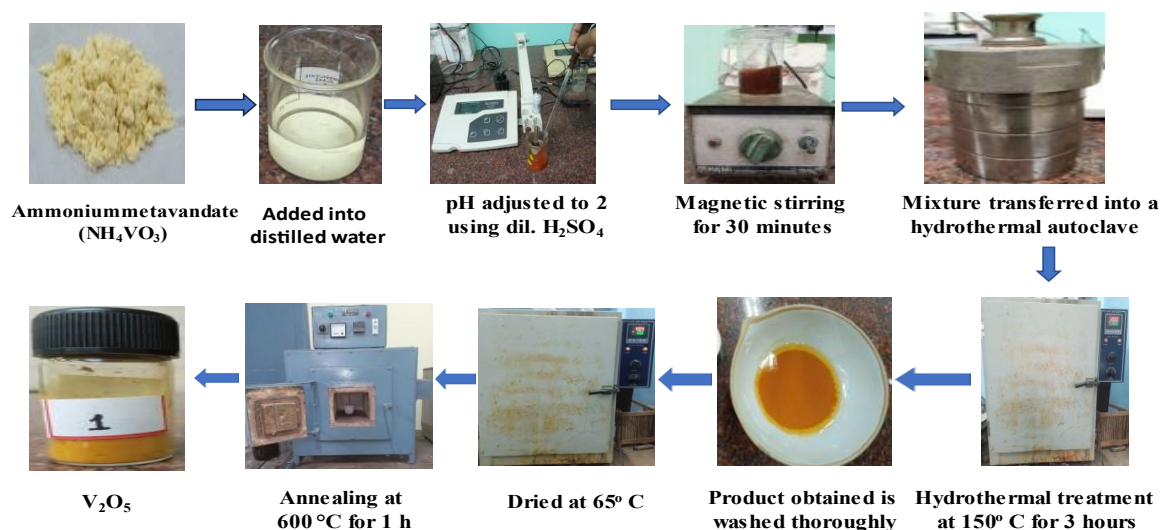 Ammoniummetavandate
(NH₄VO₃)
Added into
distilled water
pH adjusted to 2
using dil. H₂SO₄
Magnetic stirring
for 30 minutes
Mixture transferred into a
hydrothermal autoclave
1
V₂O₅
Annealing at
600 °C for 1 h
Dried at 65° C
Product obtained is
washed thoroughly
Hydrothermal treatment
at 150° C for 3 hours